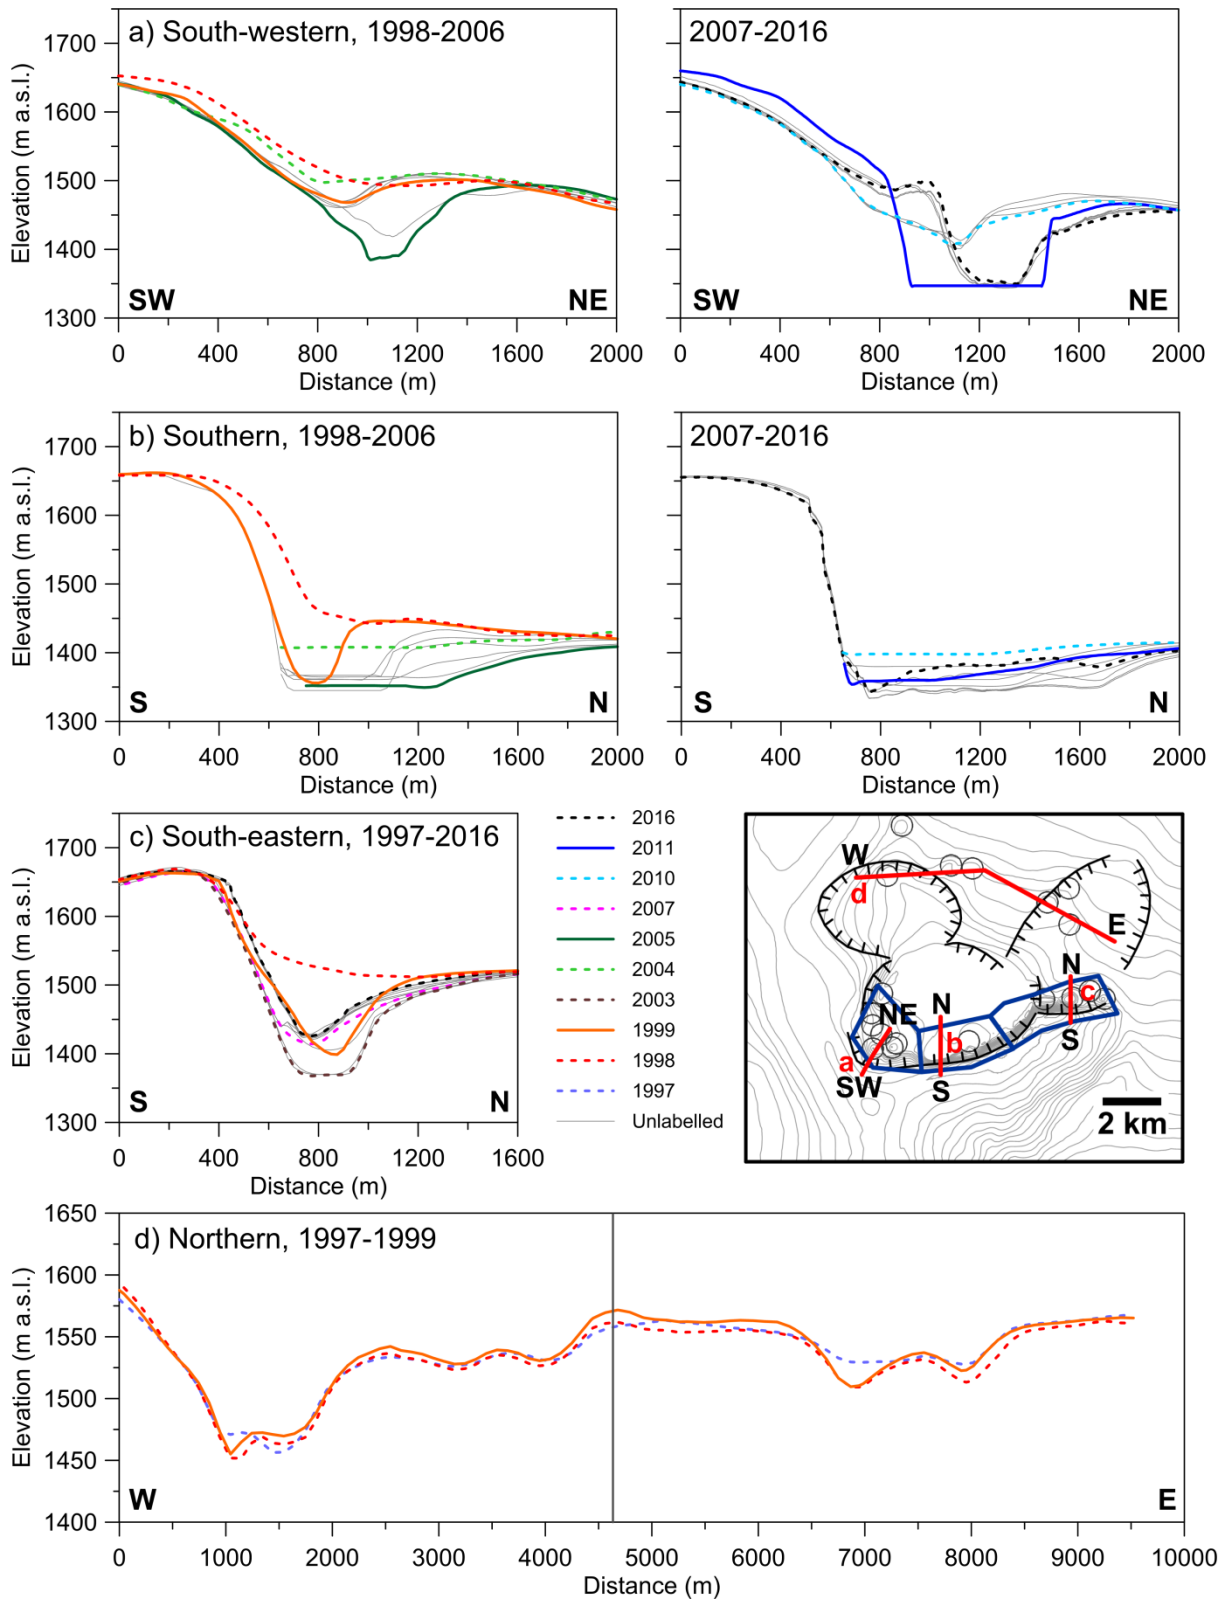 a) South-western, 1998-2006
2007-2016
Elevation (m a.s.l.)
1700
1600
1500
1400
1300
SW
NE
SW
NE
0
400
800
1200
1600
2000
0
400
800
1200
1600
2000
Distance (m)
Distance (m)
b) Southern, 1998-2006
2007-2016
Elevation (m a.s.l.)
1700
1600
1500
1400
1300
S
N
S
N
0
400
800
1200
1600
2000
0
400
800
1200
1600
2000
Distance (m)
Distance (m)
c) South-eastern, 1997-2016
Elevation (m a.s.l.)
1700
1600
1500
1400
1300
S
N
0
400
800
1200
1600
Distance (m)
2016
2011
2010
2007
2005
2004
2003
1999
1998
1997
Unlabelled
W
d
E
N
c
NE
N
b
a
S
SW
S
2 km
d) Northern, 1997-1999
Elevation (m a.s.l.)
1650
1600
1550
1500
1450
1400
W
E
0
1000
2000
3000
4000
5000
6000
7000
8000
9000
10000
Distance (m)